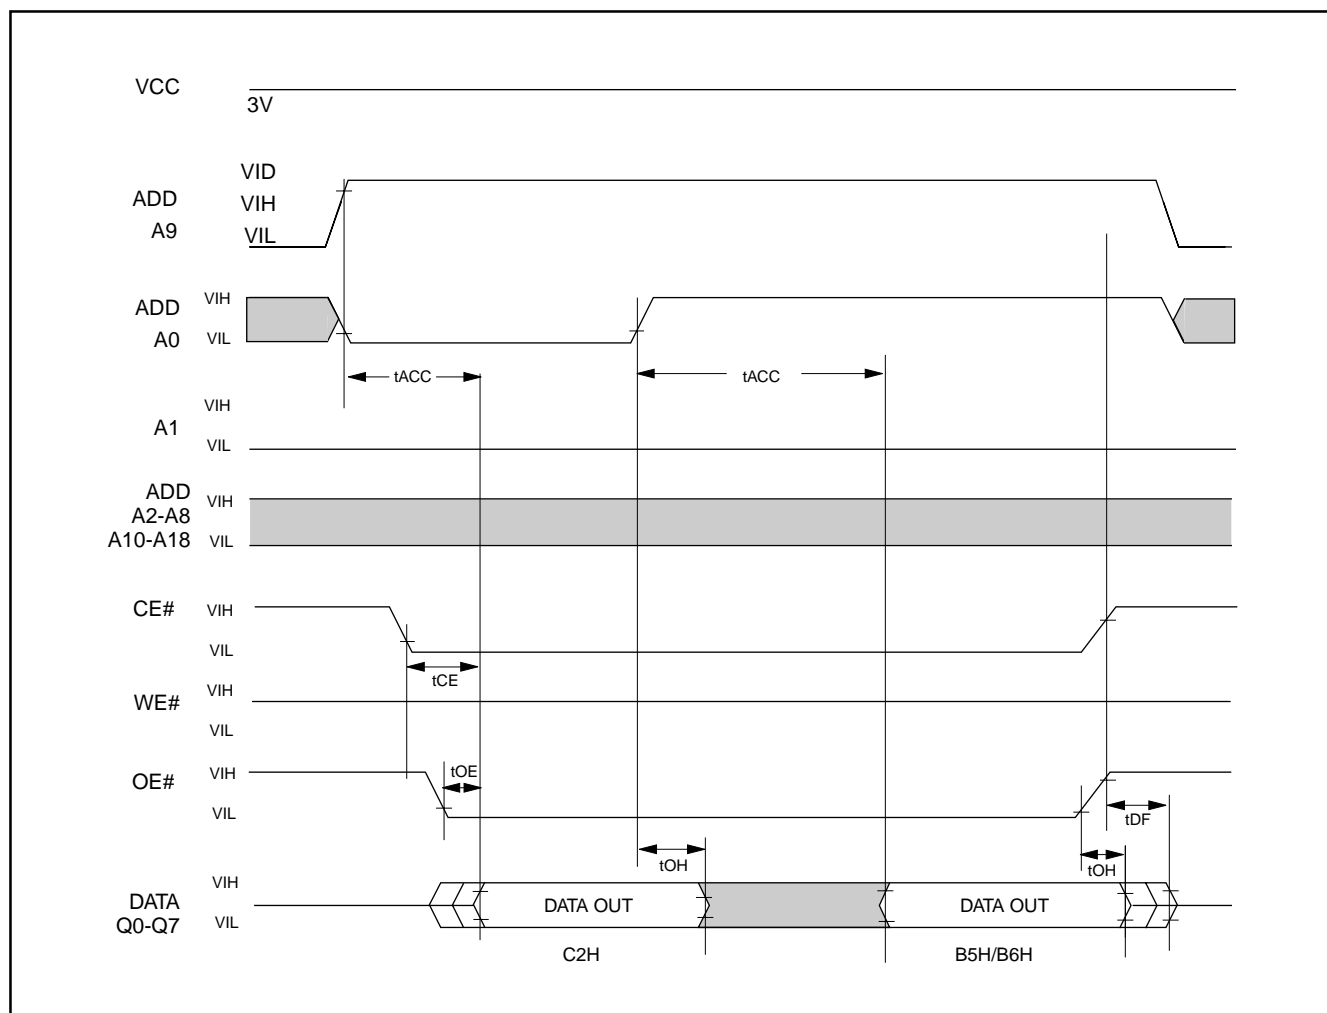 VCC
3V
VID
ADD
VIH
A9
VIL
VIH
ADD
VIL
A0
tACC
tACC
VIH
A1
VIL
ADD
VIH
A2-A8
A10-A18
VIL
CE#
VIH
VIL
tCE
VIH
WE#
VIL
VIH
tOE
OE#
VIL
tDF
tOH
tOH
VIH
DATA
DATA OUT
DATA OUT
Q0-Q7
VIL
C2H
B5H/B6H